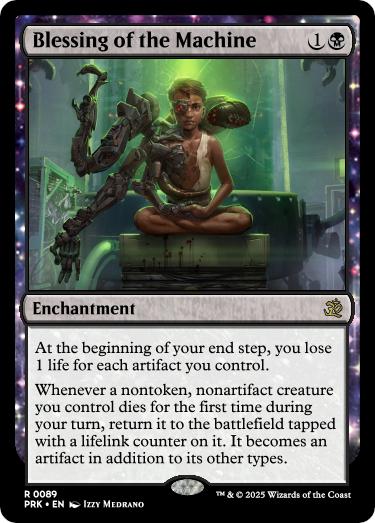 Blessing of the Machine 1
Enchantment
At the beginning of your end step, you lose
1 life for each artifact you control.
Whenever a nontoken, nonartifact creature
you control dies for the first time during
your turn, return it to the battlefield tapped
with a lifelink counter on it. It becomes an
artifact in addition to its other types.
R 0089
PRK • EN Izzy Medrano ™ & © 2025 Wizards of the Coast